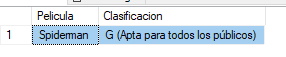 Pelicula Clasificacion
1 Spiderman G (Apta para todos los públicos)